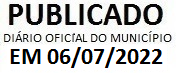 PUBLICADO
DIÁRIO OFICIAL DO MUNICÍPIO
EM 06/07/2022